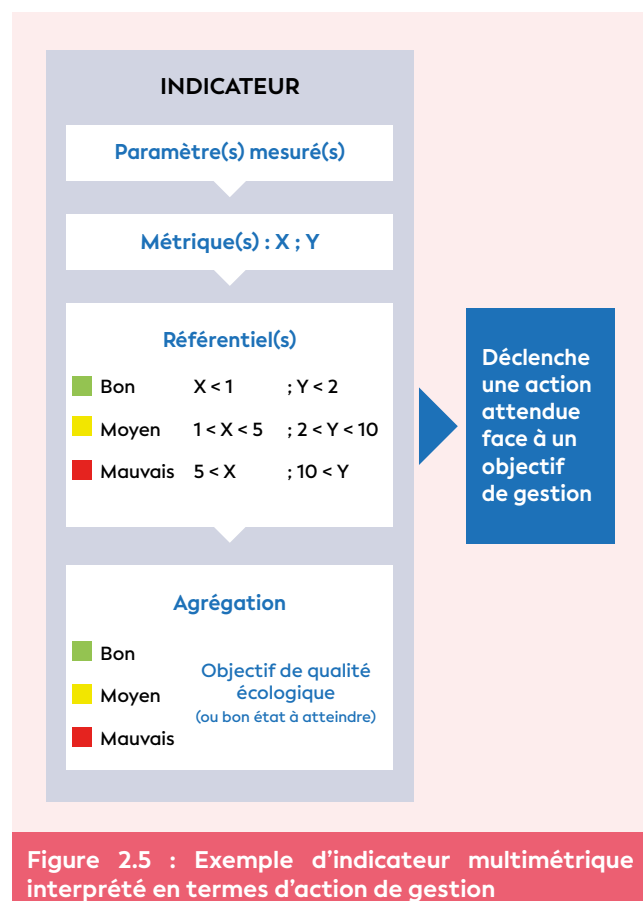 INDICATEUR
Paramètre(s) mesuré(s)
Métrique(s) : X ; Y
Référentiel(s)
Bon X < 1 ; Y < 2
Moyen 1 < X < 5 ; 2 < Y < 10
Mauvais 5 < X ; 10 < Y
Agrégation
Bon
Moyen
Mauvais
Objectif de qualité
écologique
(ou bon état à atteindre)
Déclenche
une action
attendue
face à un
objectif
de gestion
Figure 2.5 : Exemple d’indicateur multimétrique
interprété en termes d’action de gestion